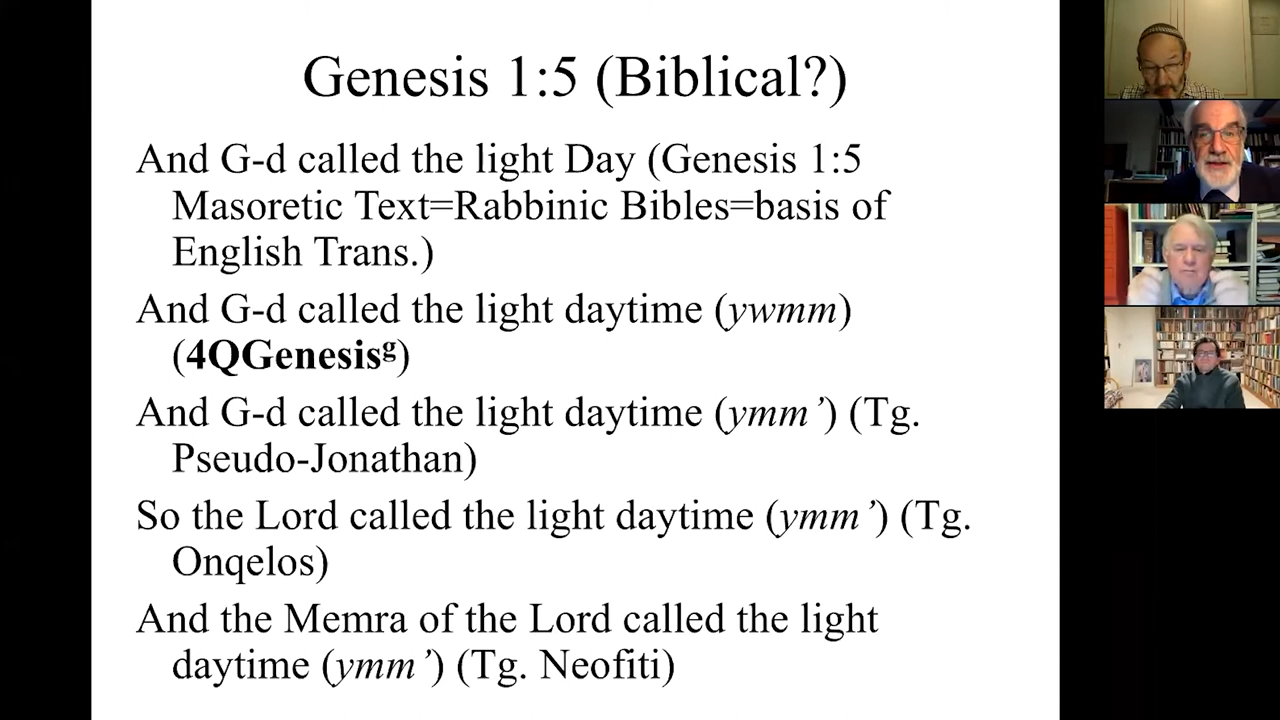 Genesis 1:5 (Biblical?)
And G-d called the light Day (Genesis 1:5
Masoretic Text=Rabbinic Bibles=basis of
English Trans.)
And G-d called the light daytime (ywmm)
(4QGenesisᵍ)
And G-d called the light daytime (ymm’) (Tg.
Pseudo-Jonathan)
So the Lord called the light daytime (ymm’) (Tg.
Onqelos)
And the Memra of the Lord called the light
daytime (ymm’) (Tg. Neofiti)